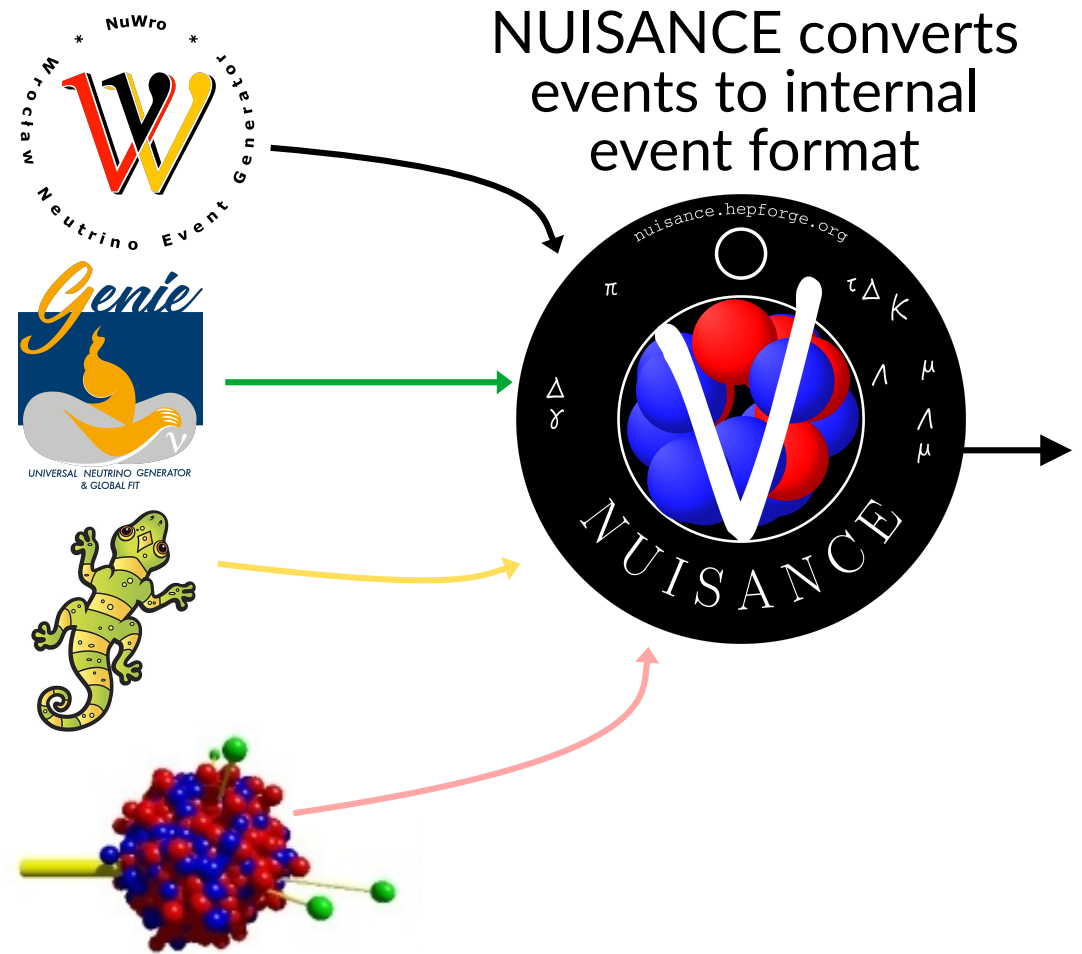 * NuWro *
Wrocław Neutrino Event Generator
NUISANCE converts
events to internal
event format
nuisance.hepforge.org
π
τ Δ K
Δ
γ
Λ μ
Λ
μ
NUISANCE
Genie
ν
UNIVERSAL NEUTRINO GENERATOR
& GLOBAL FIT